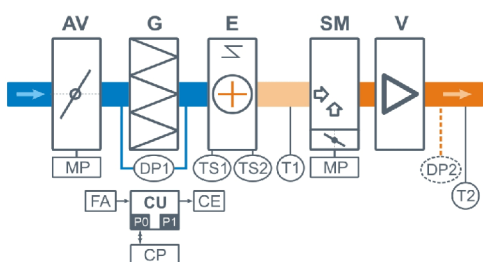 AV G E SM V
MP DP1 TS1 TS2 T1 MP DP2
T2
FA CU CE
P0 P1
CP